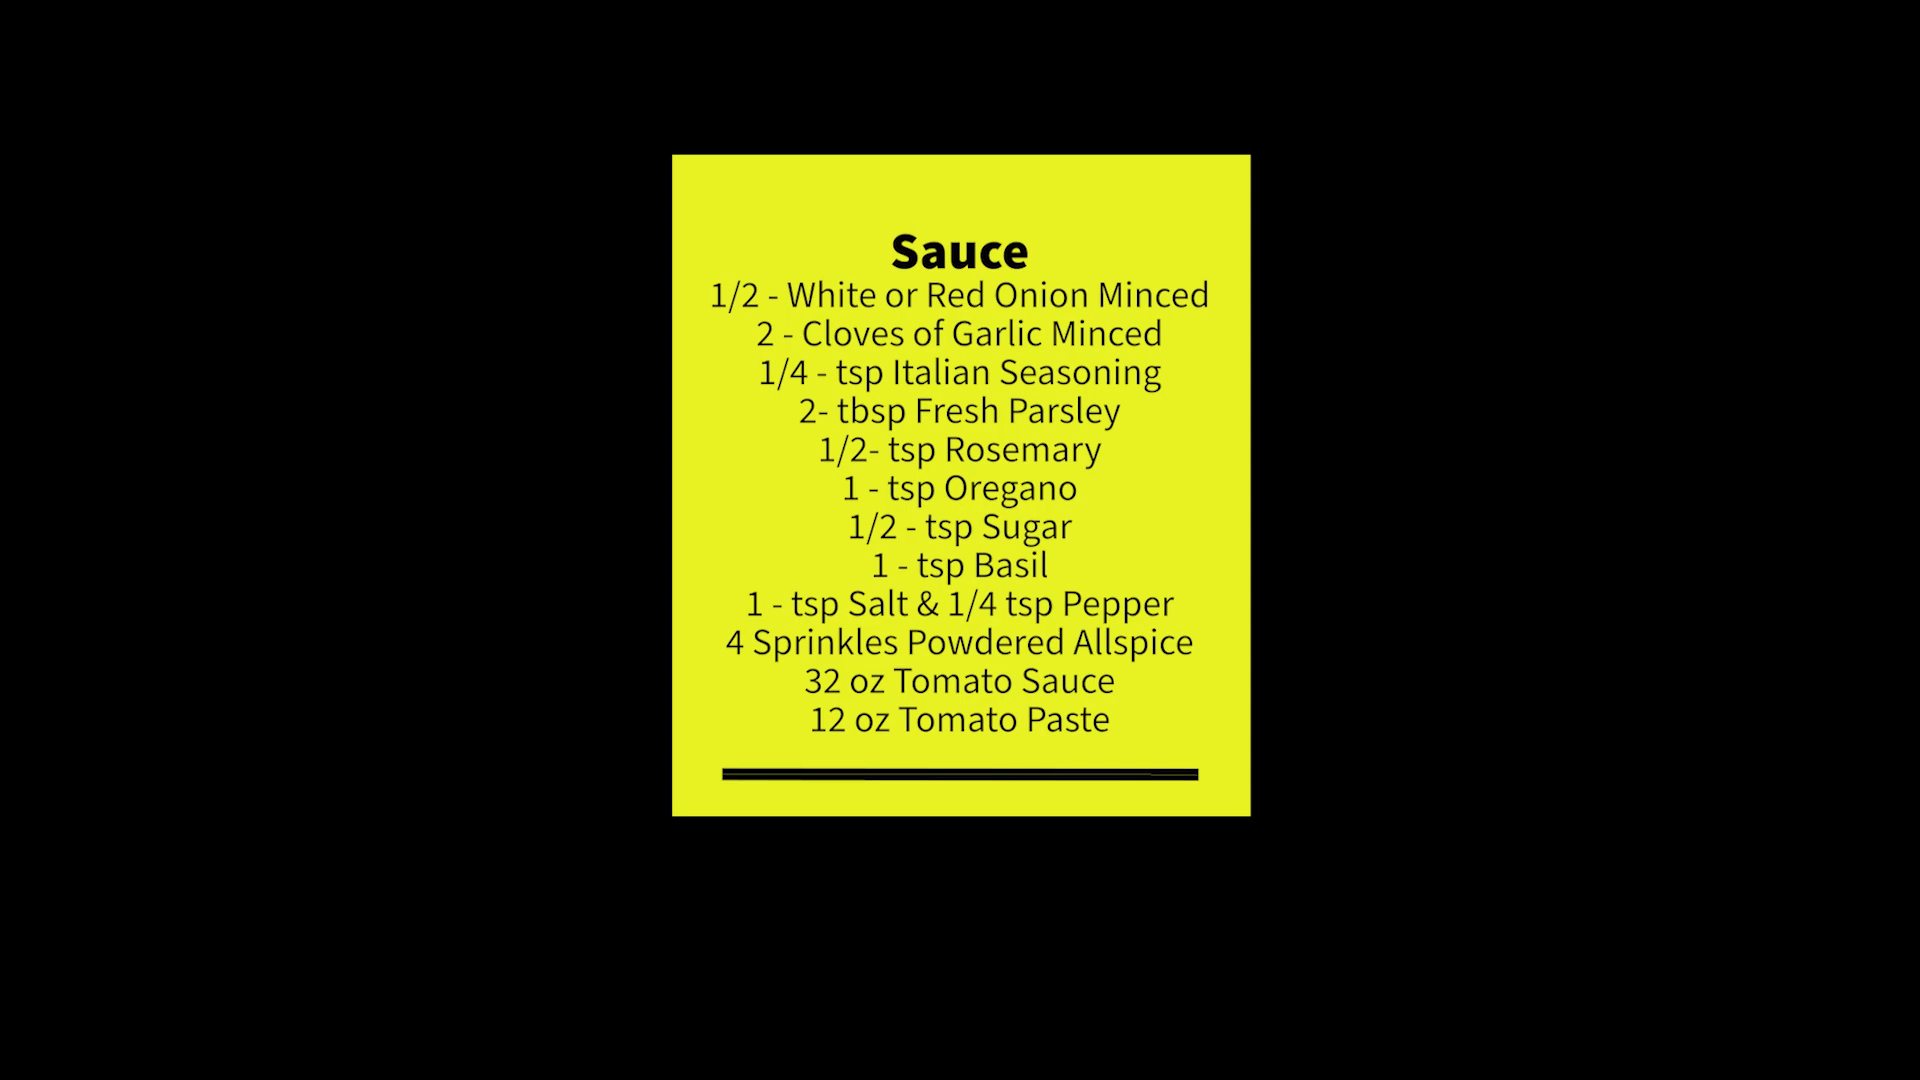 Sauce
1/2 - White or Red Onion Minced
2 - Cloves of Garlic Minced
1/4 - tsp Italian Seasoning
2- tbsp Fresh Parsley
1/2- tsp Rosemary
1 - tsp Oregano
1/2 - tsp Sugar
1 - tsp Basil
1 - tsp Salt & 1/4 tsp Pepper
4 Sprinkles Powdered Allspice
32 oz Tomato Sauce
12 oz Tomato Paste